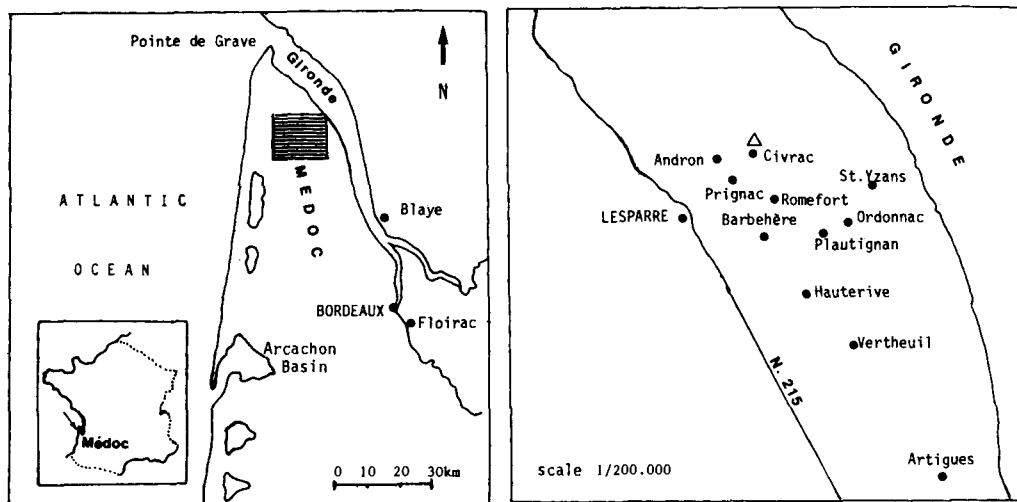 Pointe de Grave
Gironde
N
MEDOC
ATLANTIC
OCEAN
Blaye
BORDEAUX
Floirac
Arcachon
Basin
Médoc
0 10 30km
GIRONDE
Andron
Civrac
Prignac
St.Yzans
Romefort
LESPARRE
Barbehère
Ordonnac
Plautignan
Hauterive
Vertheuil
N. 215
scale 1/200.000
Artigues